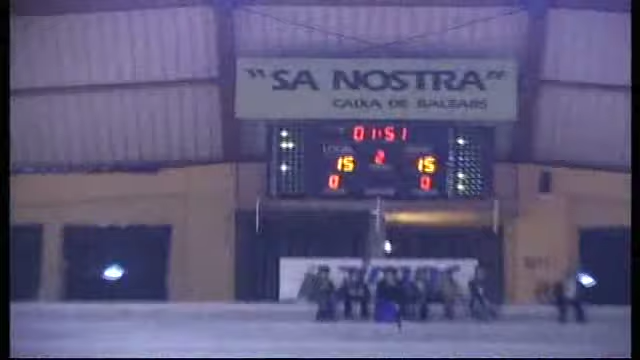 "SA NOSTRA"
CAIXA DE BALEARS
01:51
LOCAL
15 2 15
0 0